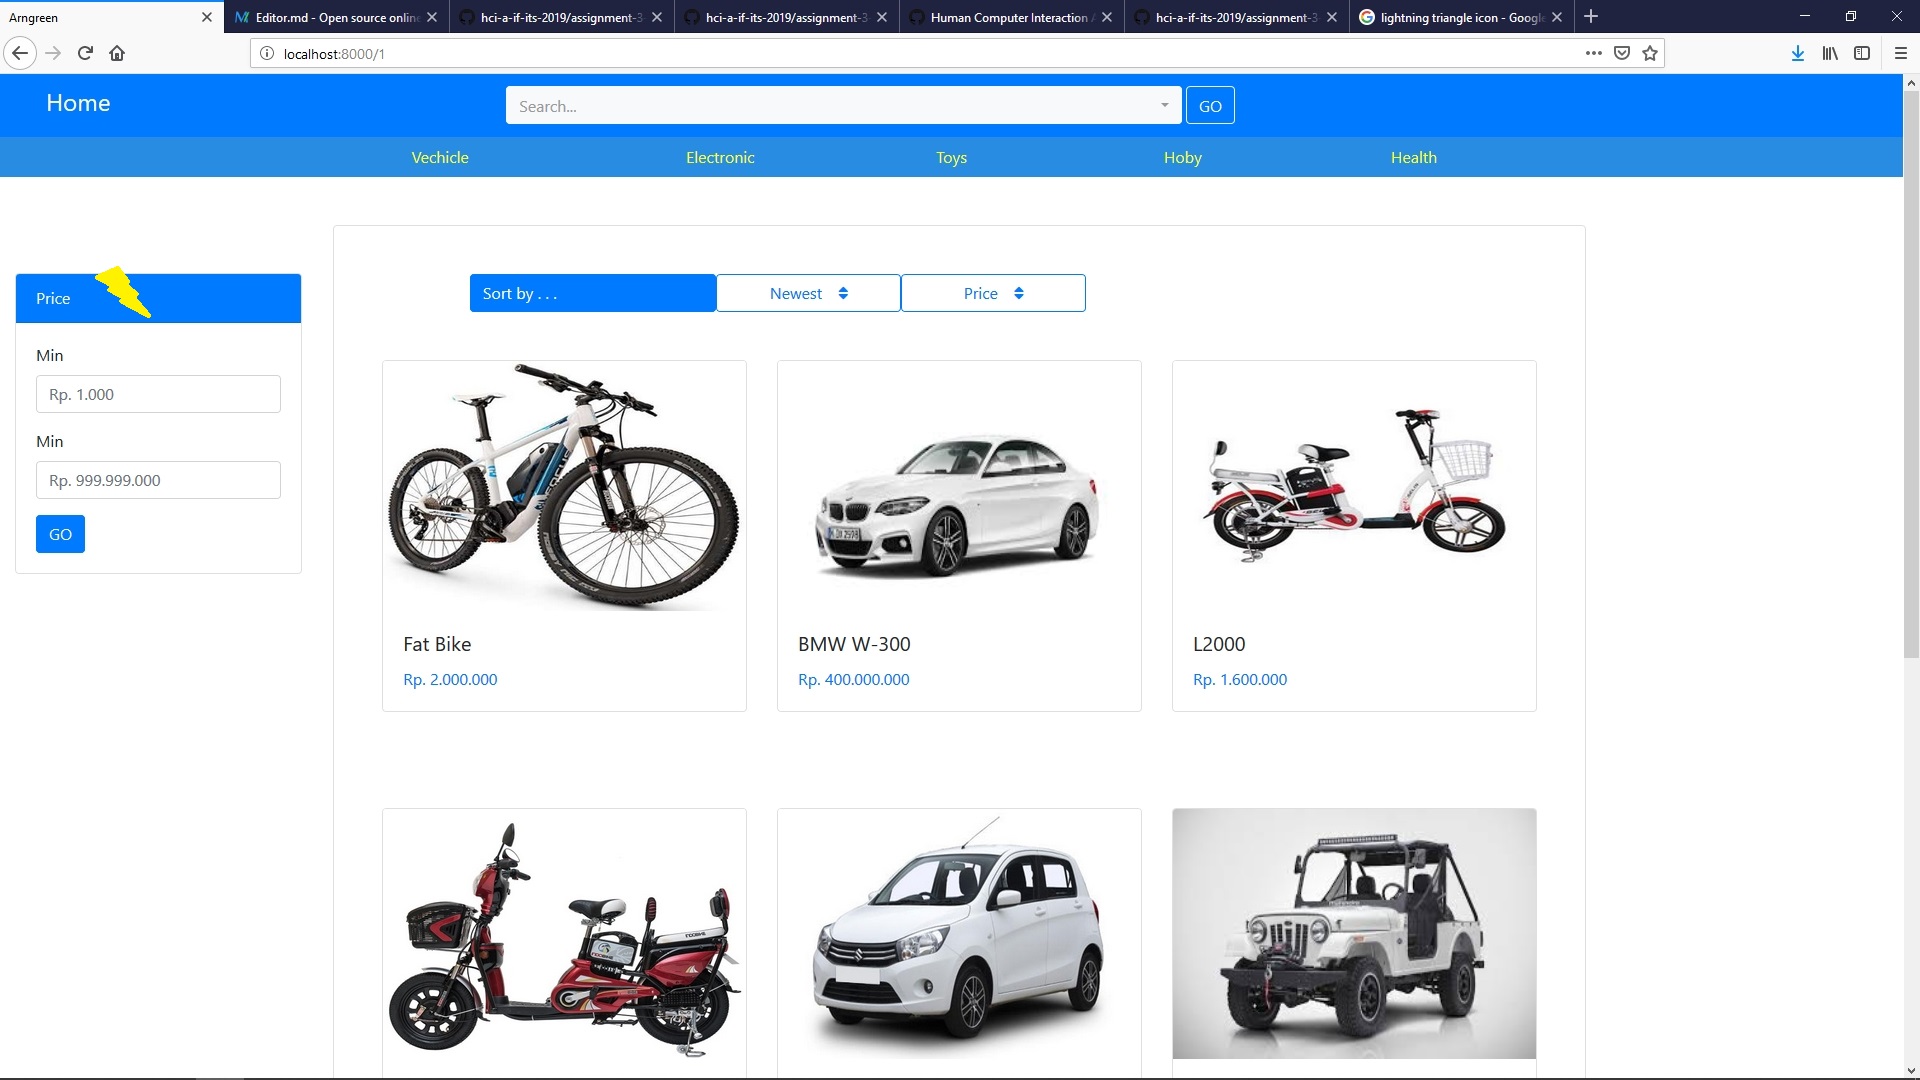 Arngreen
Editor.md - Open source online
hci-a-if-its-2019/assignment-3-
hci-a-if-its-2019/assignment-3-
Human Computer Interaction A
hci-a-if-its-2019/assignment-3-
lightning triangle icon - Google
localhost:8000/1
Home
Search...
GO
Vechicle
Electronic
Toys
Hoby
Health
Price
Min
Rp. 1.000
Min
Rp. 999.999.000
GO
Sort by . . .
Newest
Price
Fat Bike
Rp. 2.000.000
BMW W-300
Rp. 400.000.000
L2000
Rp. 1.600.000